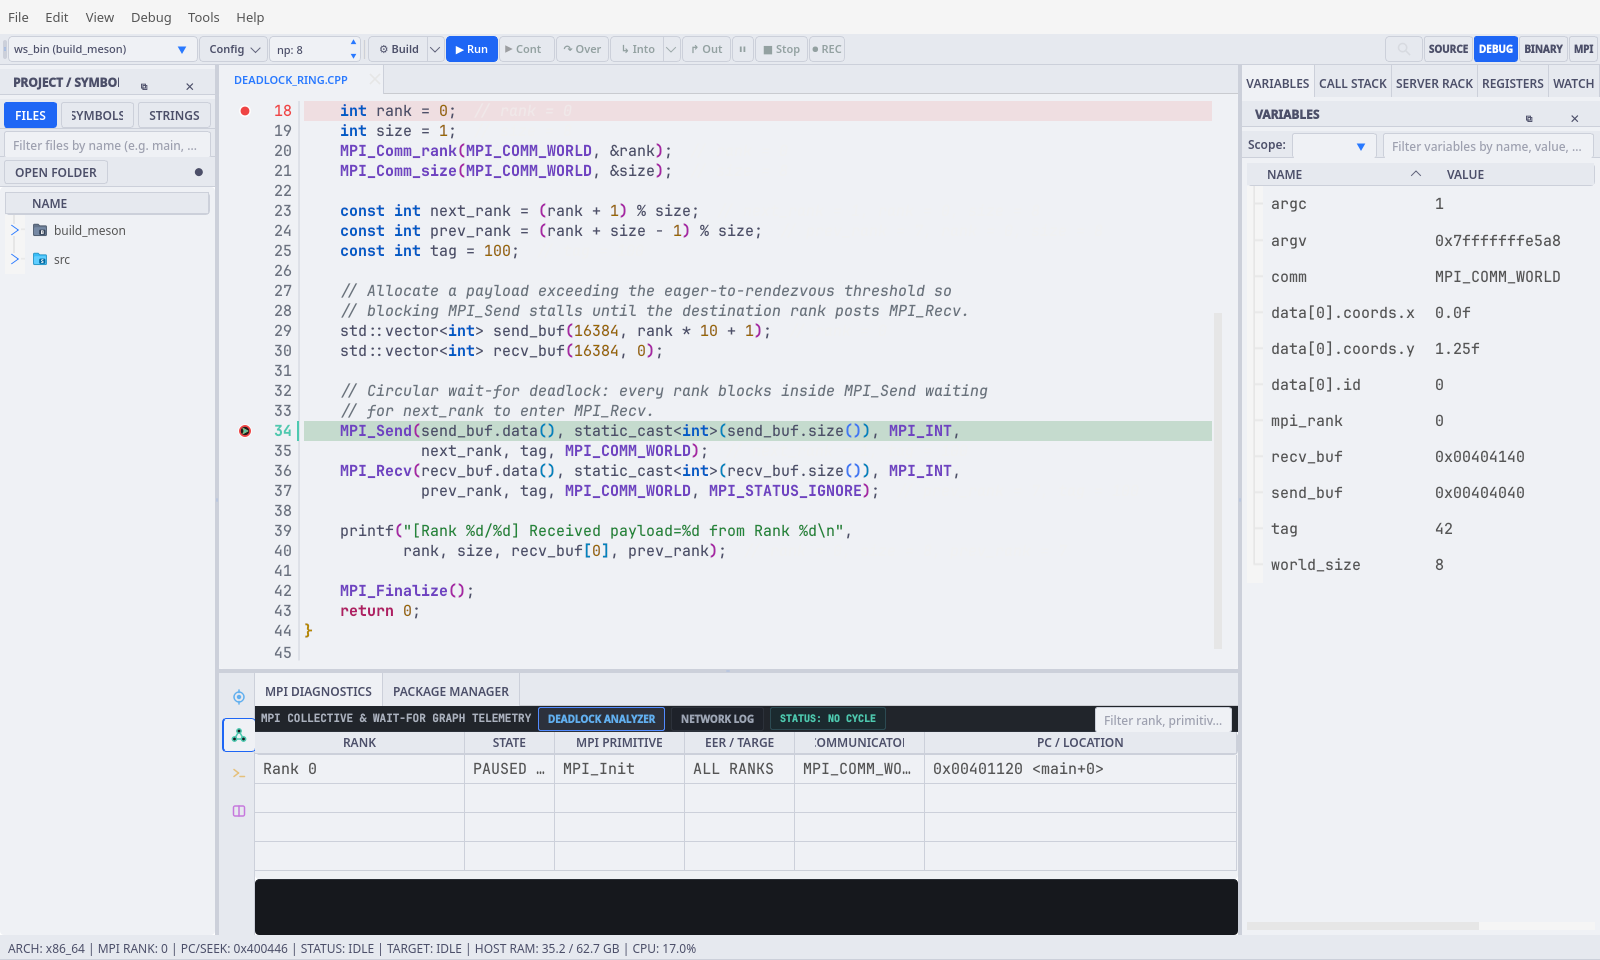 File Edit View Debug Tools Help
ws_bin (build_meson) Config np: 8 Build Run Cont Over Into Out Stop REC SOURCE DEBUG BINARY MPI
PROJECT / SYMBOL
FILES SYMBOLS STRINGS
Filter files by name (e.g. main, ...
OPEN FOLDER
NAME
build_meson
src
DEADLOCK_RING.CPP
18 int rank = 0; // rank = 0
19 int size = 1;
20 MPI_Comm_rank(MPI_COMM_WORLD, &rank);
21 MPI_Comm_size(MPI_COMM_WORLD, &size);
22
23 const int next_rank = (rank + 1) % size;
24 const int prev_rank = (rank + size - 1) % size;
25 const int tag = 100;
26
27 // Allocate a payload exceeding the eager-to-rendezvous threshold so
28 // blocking MPI_Send stalls until the destination rank posts MPI_Recv.
29 std::vector<int> send_buf(16384, rank * 10 + 1);
30 std::vector<int> recv_buf(16384, 0);
31
32 // Circular wait-for deadlock: every rank blocks inside MPI_Send waiting
33 // for next_rank to enter MPI_Recv.
34 MPI_Send(send_buf.data(), static_cast<int>(send_buf.size()), MPI_INT,
35 next_rank, tag, MPI_COMM_WORLD);
36 MPI_Recv(recv_buf.data(), static_cast<int>(recv_buf.size()), MPI_INT,
37 prev_rank, tag, MPI_COMM_WORLD, MPI_STATUS_IGNORE);
38
39 printf("[Rank %d/%d] Received payload=%d from Rank %d\n",
40 rank, size, recv_buf[0], prev_rank);
41
42 MPI_Finalize();
43 return 0;
44 }
45
MPI DIAGNOSTICS PACKAGE MANAGER
MPI COLLECTIVE & WAIT-FOR GRAPH TELEMETRY DEADLOCK ANALYZER NETWORK LOG STATUS: NO CYCLE Filter rank, primitiv...
RANK STATE MPI PRIMITIVE EER / TARGE OMMUNICATOI PC / LOCATION
Rank 0 PAUSED ... MPI_Init ALL RANKS MPI_COMM_WO... 0x00401120 <main+0>
VARIABLES CALL STACK SERVER RACK REGISTERS WATCH
VARIABLES
Scope: Filter variables by name, value, ...
NAME VALUE
argc 1
argv 0x7fffffffe5a8
comm MPI_COMM_WORLD
data[0].coords.x 0.0f
data[0].coords.y 1.25f
data[0].id 0
mpi_rank 0
recv_buf 0x00404140
send_buf 0x00404040
tag 42
world_size 8
ARCH: x86_64 | MPI RANK: 0 | PC/SEEK: 0x400446 | STATUS: IDLE | TARGET: IDLE | HOST RAM: 35.2 / 62.7 GB | CPU: 17.0%